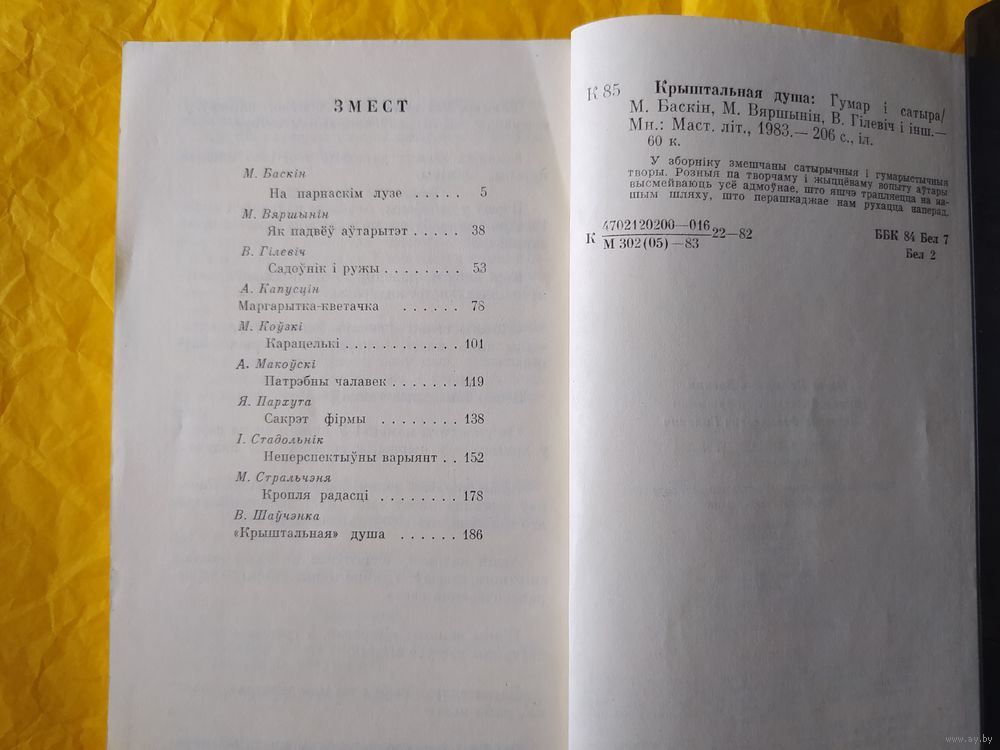 ЗМЕСТ
М. Баскін
На парнаскім лузе . . . . . 5
М. Вяршынін
Як падвёў аўтарытэт . . . . . 38
В. Гілевіч
Садоўнік і ружы . . . . . . . . 53
А. Капусцін
Маргарытка-кветачка . . . . . . 78
М. Коўзкі
Карацелькі . . . . . . . . . . . . 101
А. Макоўскі
Патрэбны чалавек . . . . . . . 119
Я. Пархута
Сакрэт фірмы . . . . . . . . 138
І. Стадольнік
Неперспектыўны варыянт . . 152
М. Стральчэня
Кропля радасці . . . . . . . . 178
В. Шаўчэнка
«Крыштальная» душа . . . . . . 186
К 85 Крыштальная душа: Гумар і сатыра/
М. Баскін, М. Вяршынін, В. Гілевіч і інш.—
Мн.: Маст. літ., 1983.— 206 с., іл.
60 к.
У зборніку змешчаны сатырычныя і гумарыстычныя
творы. Розныя па творчаму і жыццёваму вопыту аўтары
высмейваюць усё адмоўнае, што яшчэ трапляецца на на-
шым шляху, што перашкаджае нам рухацца наперад.
К 4702120200—016 22—82
М 302(05)—83
ББК 84 Бел 7
Бел 2
www.ay.by